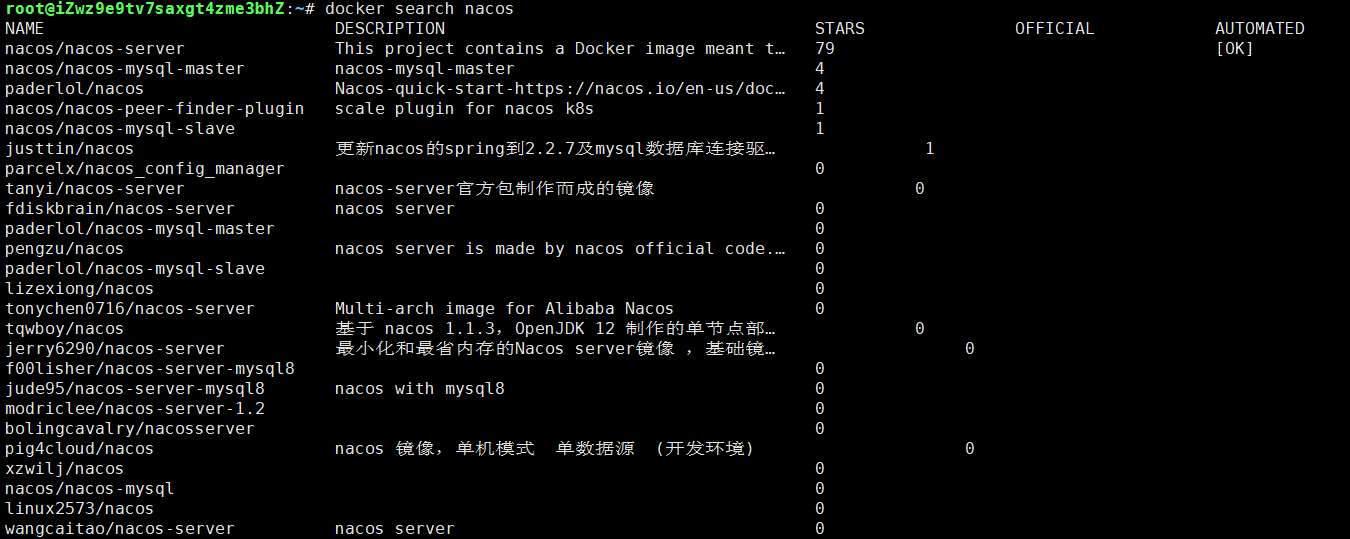 root@iZwz9e9tv7saxgt4zme3bhZ:~# docker search nacos
NAME DESCRIPTION STARS OFFICIAL AUTOMATED
nacos/nacos-server This project contains a Docker image meant t… 79 [OK]
nacos/nacos-mysql-master nacos-mysql-master 4
paderlol/nacos Nacos-quick-start-https://nacos.io/en-us/doc… 4
nacos/nacos-peer-finder-plugin scale plugin for nacos k8s 1
nacos/nacos-mysql-slave 1
justtin/nacos 更新nacos的spring到2.2.7及mysql数据库连接驱… 1
parcelx/nacos_config_manager 0
tanyi/nacos-server nacos-server官方包制作而成的镜像 0
fdiskbrain/nacos-server nacos server 0
paderlol/nacos-mysql-master 0
pengzu/nacos nacos server is made by nacos official code.… 0
paderlol/nacos-mysql-slave 0
lizexiong/nacos 0
tonychen0716/nacos-server Multi-arch image for Alibaba Nacos 0
tqwboy/nacos 基于 nacos 1.1.3，OpenJDK 12 制作的单节点部… 0
jerry6290/nacos-server 最小化和最省内存的Nacos server镜像 ，基础镜… 0
f00lisher/nacos-server-mysql8 0
jude95/nacos-server-mysql8 nacos with mysql8 0
modriclee/nacos-server-1.2 0
bolingcavalry/nacosserver 0
pig4cloud/nacos nacos 镜像，单机模式 单数据源 (开发环境) 0
xzwilj/nacos 0
nacos/nacos-mysql 0
linux2573/nacos 0
wangcaitao/nacos-server nacos server 0